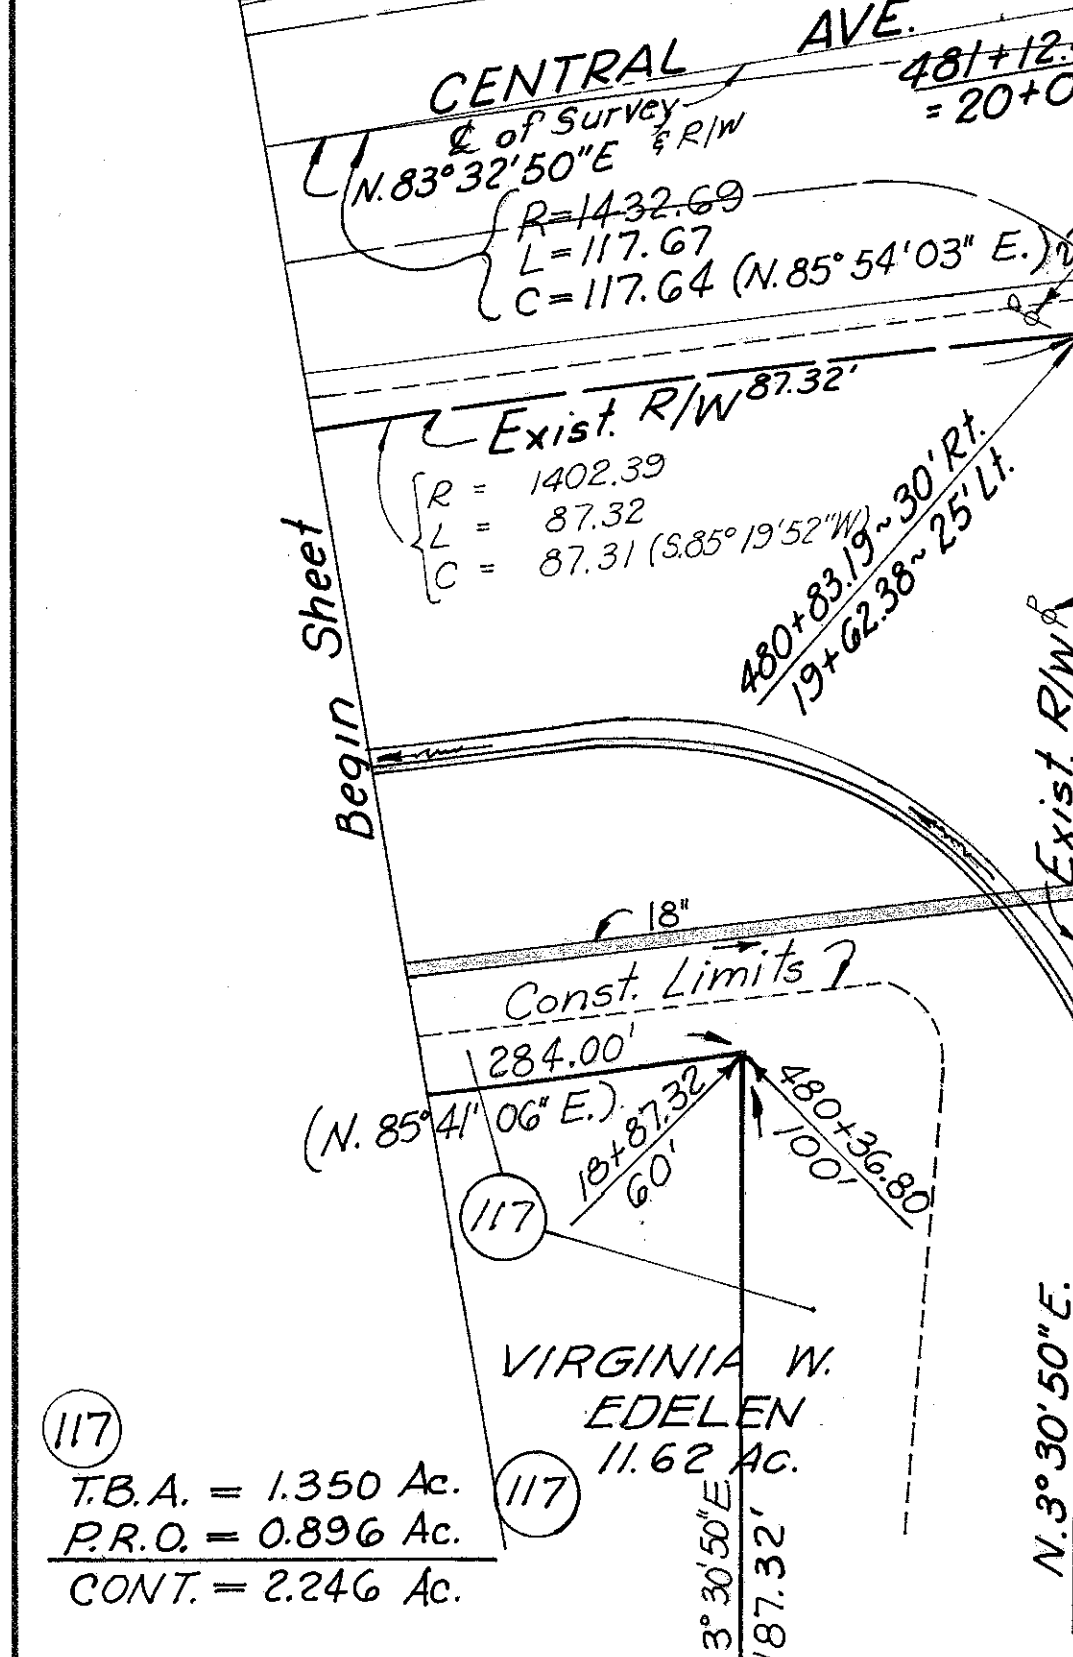 CENTRAL AVE.
481+12.
= 20+0
℄ of Survey
& R/W
N.83°32'50"E
R=1432.69
L=117.67
C=117.64 (N.85°54'03" E.)
Exist. R/W 87.32'
R = 1402.39
L = 87.32
C = 87.31 (S.85°19'52"W)
480+83.19~30' Rt.
19+62.38~25' Lt.
Begin Sheet
Exist. R/W
18"
Const. Limits
284.00'
(N. 85°41' 06" E.)
18+87.32
60'
480+36.80
100'
117
VIRGINIA W.
EDELEN
11.62 Ac.
117
117
T.B.A. = 1.350 Ac.
P.R.O. = 0.896 Ac.
CONT. = 2.246 Ac.
3°30'50"E.
87.32'
N.3°30'50"E.